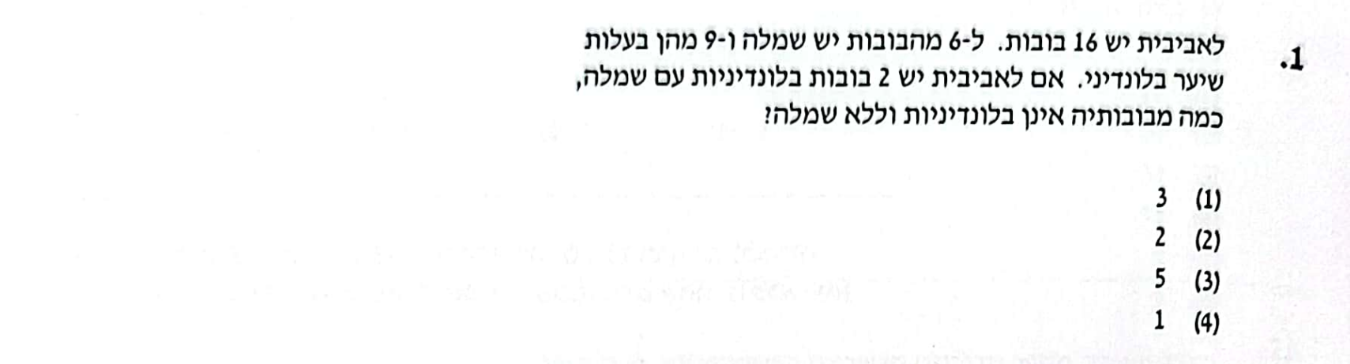 1. לאביבית יש 16 בובות. ל-6 מהבובות יש שמלה ו-9 מהן בעלות
שיער בלונדיני. אם לאביבית יש 2 בובות בלונדיניות עם שמלה,
כמה מבובותיה אינן בלונדיניות וללא שמלה?
(1) 3
(2) 2
(3) 5
(4) 1